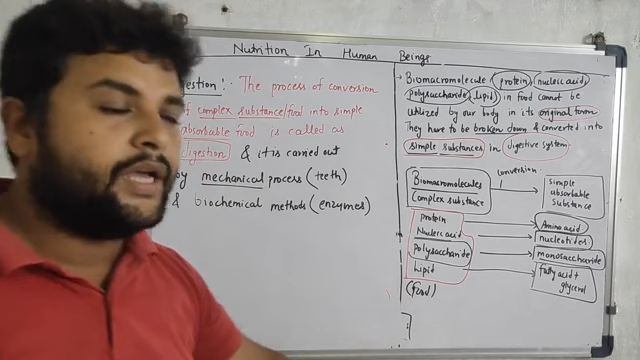 Nutrition In Human Beings
estion:- The process of conversion
of complex substance/food into simple
absorbable food is called as
digestion & it is carried out
by mechanical process (teeth)
& biochemical methods (enzymes)
Biomacromolecule (protein, nucleic acid,
polysaccharide, lipid) in food cannot be
utilized by our body in its original form
They have to be broken down & converted into
simple substances in digestive system
Biomacromolecules
Complex substance
conversion
simple
absorbable
substance
protein → Amino acid
Nucleic acid → nucleotides
Polysaccharide → monosaccharide
Lipid → fatty acid +
glycerol
(food)